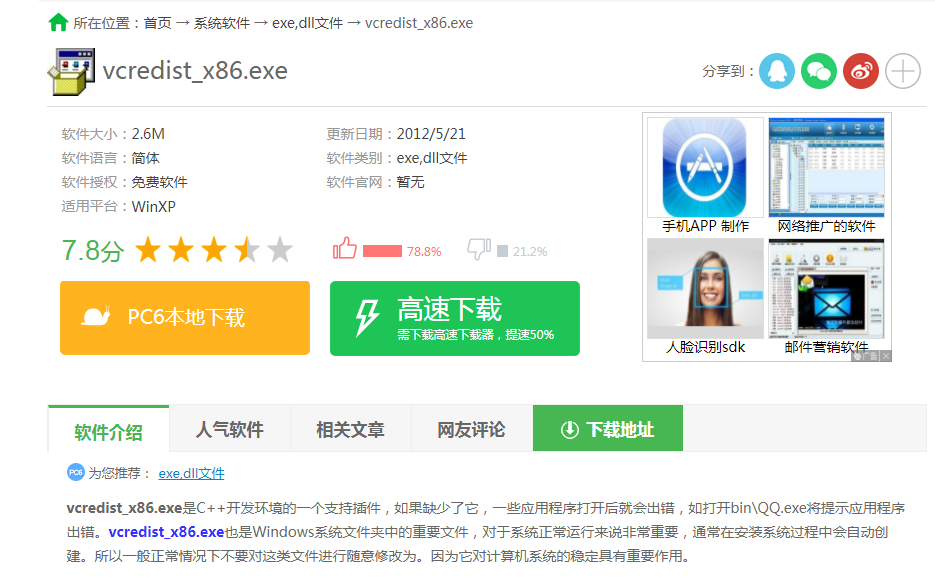 所在位置：首页 → 系统软件 → exe,dll文件 → vcredist_x86.exe
vcredist_x86.exe
分享到：
软件大小：2.6M
更新日期：2012/5/21
软件语言：简体
软件类别：exe,dll文件
软件授权：免费软件
软件官网：暂无
适用平台：WinXP
7.8分
78.8%
21.2%
PC6本地下载
高速下载
需下载高速下载器，提速50%
手机APP 制作
网络推广的软件
人脸识别sdk
邮件营销软件
广告
软件介绍
人气软件
相关文章
网友评论
下载地址
PC6 为您推荐： exe,dll文件
vcredist_x86.exe是C++开发环境的一个支持插件，如果缺少了它，一些应用程序打开后就会出错，如打开bin\QQ.exe将提示应用程序
出错。vcredist_x86.exe也是Windows系统文件夹中的重要文件，对于系统正常运行来说非常重要，通常在安装系统过程中会自动创
建。所以一般正常情况下不要对这类文件进行随意修改为。因为它对计算机系统的稳定具有重要作用。